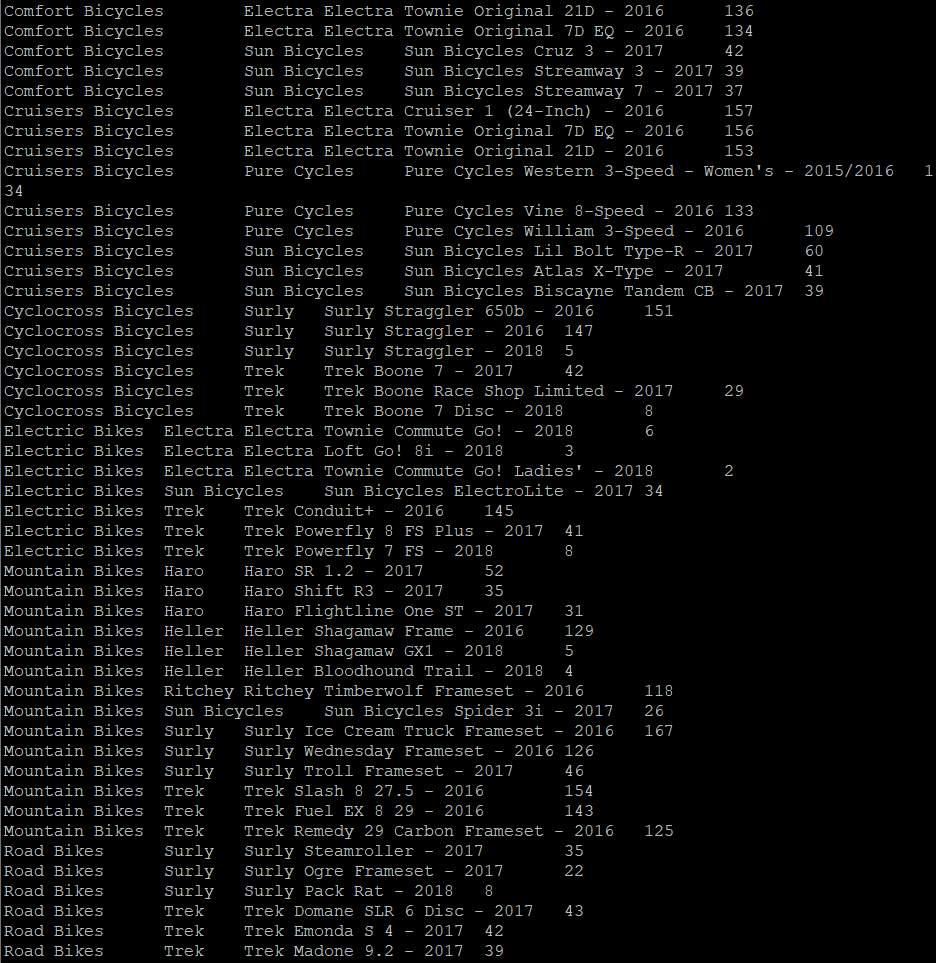 Comfort Bicycles	Electra	Electra Townie Original 21D - 2016	136
Comfort Bicycles	Electra	Electra Townie Original 7D EQ - 2016	134
Comfort Bicycles	Sun Bicycles	Sun Bicycles Cruz 3 - 2017	42
Comfort Bicycles	Sun Bicycles	Sun Bicycles Streamway 3 - 2017	39
Comfort Bicycles	Sun Bicycles	Sun Bicycles Streamway 7 - 2017	37
Cruisers Bicycles	Electra	Electra Cruiser 1 (24-Inch) - 2016	157
Cruisers Bicycles	Electra	Electra Townie Original 7D EQ - 2016	156
Cruisers Bicycles	Electra	Electra Townie Original 21D - 2016	153
Cruisers Bicycles	Pure Cycles	Pure Cycles Western 3-Speed - Women's - 2015/2016	1
34
Cruisers Bicycles	Pure Cycles	Pure Cycles Vine 8-Speed - 2016	133
Cruisers Bicycles	Pure Cycles	Pure Cycles William 3-Speed - 2016	109
Cruisers Bicycles	Sun Bicycles	Sun Bicycles Lil Bolt Type-R - 2017	60
Cruisers Bicycles	Sun Bicycles	Sun Bicycles Atlas X-Type - 2017	41
Cruisers Bicycles	Sun Bicycles	Sun Bicycles Biscayne Tandem CB - 2017	39
Cyclocross Bicycles	Surly	Surly Straggler 650b - 2016	151
Cyclocross Bicycles	Surly	Surly Straggler - 2016	147
Cyclocross Bicycles	Surly	Surly Straggler - 2018	5
Cyclocross Bicycles	Trek	Trek Boone 7 - 2017	42
Cyclocross Bicycles	Trek	Trek Boone Race Shop Limited - 2017	29
Cyclocross Bicycles	Trek	Trek Boone 7 Disc - 2018	8
Electric Bikes	Electra	Electra Townie Commute Go! - 2018	6
Electric Bikes	Electra	Electra Loft Go! 8i - 2018	3
Electric Bikes	Electra	Electra Townie Commute Go! Ladies' - 2018	2
Electric Bikes	Sun Bicycles	Sun Bicycles ElectroLite - 2017	34
Electric Bikes	Trek	Trek Conduit+ - 2016	145
Electric Bikes	Trek	Trek Powerfly 8 FS Plus - 2017	41
Electric Bikes	Trek	Trek Powerfly 7 FS - 2018	8
Mountain Bikes	Haro	Haro SR 1.2 - 2017	52
Mountain Bikes	Haro	Haro Shift R3 - 2017	35
Mountain Bikes	Haro	Haro Flightline One ST - 2017	31
Mountain Bikes	Heller	Heller Shagamaw Frame - 2016	129
Mountain Bikes	Heller	Heller Shagamaw GX1 - 2018	5
Mountain Bikes	Heller	Heller Bloodhound Trail - 2018	4
Mountain Bikes	Ritchey	Ritchey Timberwolf Frameset - 2016	118
Mountain Bikes	Sun Bicycles	Sun Bicycles Spider 3i - 2017	26
Mountain Bikes	Surly	Surly Ice Cream Truck Frameset - 2016	167
Mountain Bikes	Surly	Surly Wednesday Frameset - 2016	126
Mountain Bikes	Surly	Surly Troll Frameset - 2017	46
Mountain Bikes	Trek	Trek Slash 8 27.5 - 2016	154
Mountain Bikes	Trek	Trek Fuel EX 8 29 - 2016	143
Mountain Bikes	Trek	Trek Remedy 29 Carbon Frameset - 2016	125
Road Bikes	Surly	Surly Steamroller - 2017	35
Road Bikes	Surly	Surly Ogre Frameset - 2017	22
Road Bikes	Surly	Surly Pack Rat - 2018	8
Road Bikes	Trek	Trek Domane SLR 6 Disc - 2017	43
Road Bikes	Trek	Trek Emonda S 4 - 2017	42
Road Bikes	Trek	Trek Madone 9.2 - 2017	39